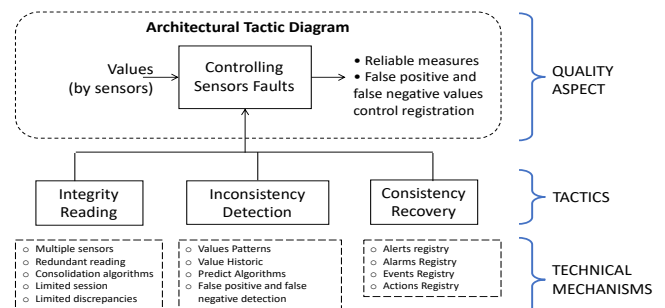 Architectural Tactic Diagram
Values
(by sensors)
Controlling
Sensors Faults
• Reliable measures
• False positive and
false negative values
control registration
QUALITY
ASPECT
Integrity
Reading
Inconsistency
Detection
Consistency
Recovery
TACTICS
o Multiple sensors
o Redundant reading
o Consolidation algorithms
o Limited session
o Limited discrepancies
o Values Patterns
o Value Historic
o Predict Algorithms
o False positive and false
negative detection
o Alerts registry
o Alarms Registry
o Events Registry
o Actions Registry
TECHNICAL
MECHANISMS